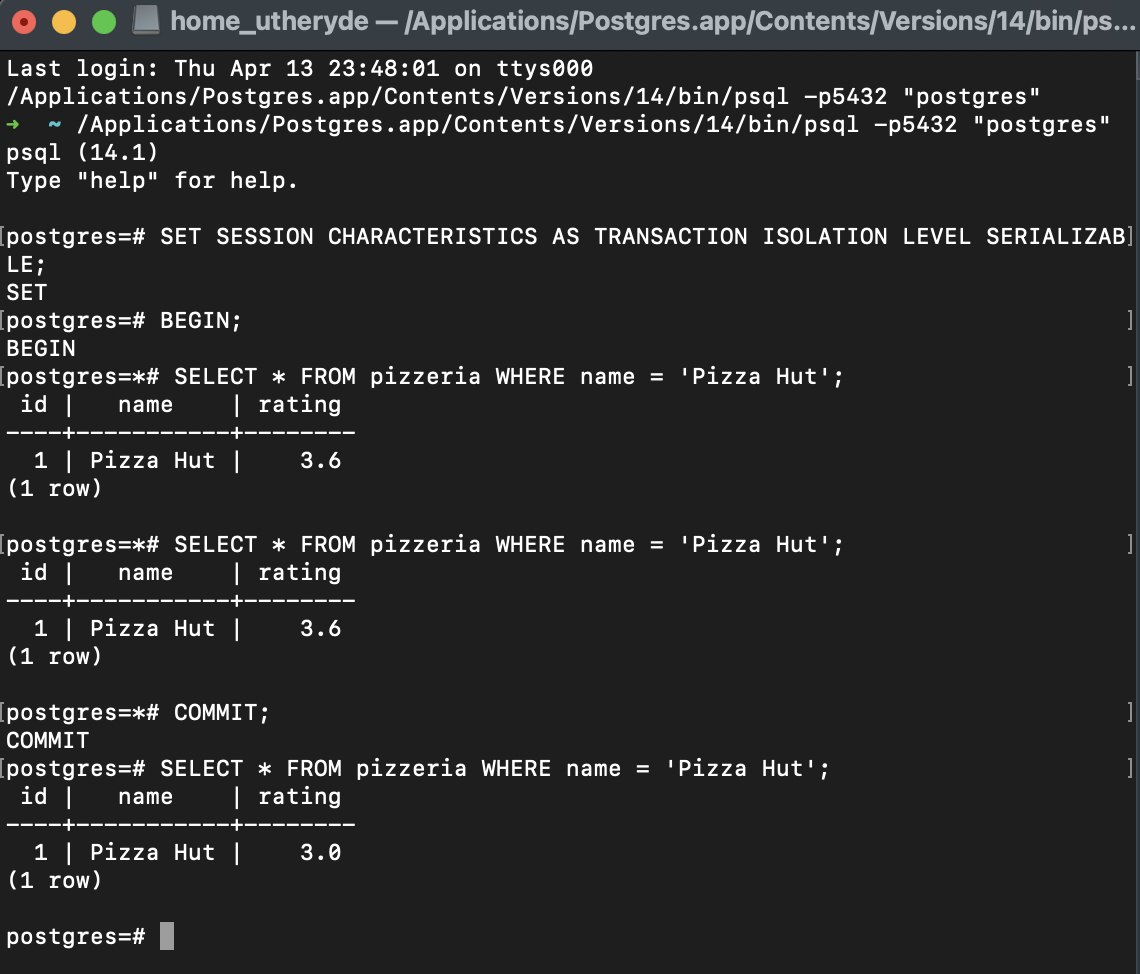 home_utheryde — /Applications/Postgres.app/Contents/Versions/14/bin/ps...
Last login: Thu Apr 13 23:48:01 on ttys000
/Applications/Postgres.app/Contents/Versions/14/bin/psql -p5432 "postgres"
➜  ~ /Applications/Postgres.app/Contents/Versions/14/bin/psql -p5432 "postgres"
psql (14.1)
Type "help" for help.

[postgres=# SET SESSION CHARACTERISTICS AS TRANSACTION ISOLATION LEVEL SERIALIZAB]
LE;
SET
[postgres=# BEGIN; ]
BEGIN
[postgres=*# SELECT * FROM pizzeria WHERE name = 'Pizza Hut'; ]
 id |   name    | rating
----+-----------+--------
  1 | Pizza Hut |    3.6
(1 row)

[postgres=*# SELECT * FROM pizzeria WHERE name = 'Pizza Hut'; ]
 id |   name    | rating
----+-----------+--------
  1 | Pizza Hut |    3.6
(1 row)

[postgres=*# COMMIT; ]
COMMIT
[postgres=# SELECT * FROM pizzeria WHERE name = 'Pizza Hut'; ]
 id |   name    | rating
----+-----------+--------
  1 | Pizza Hut |    3.0
(1 row)

postgres=#